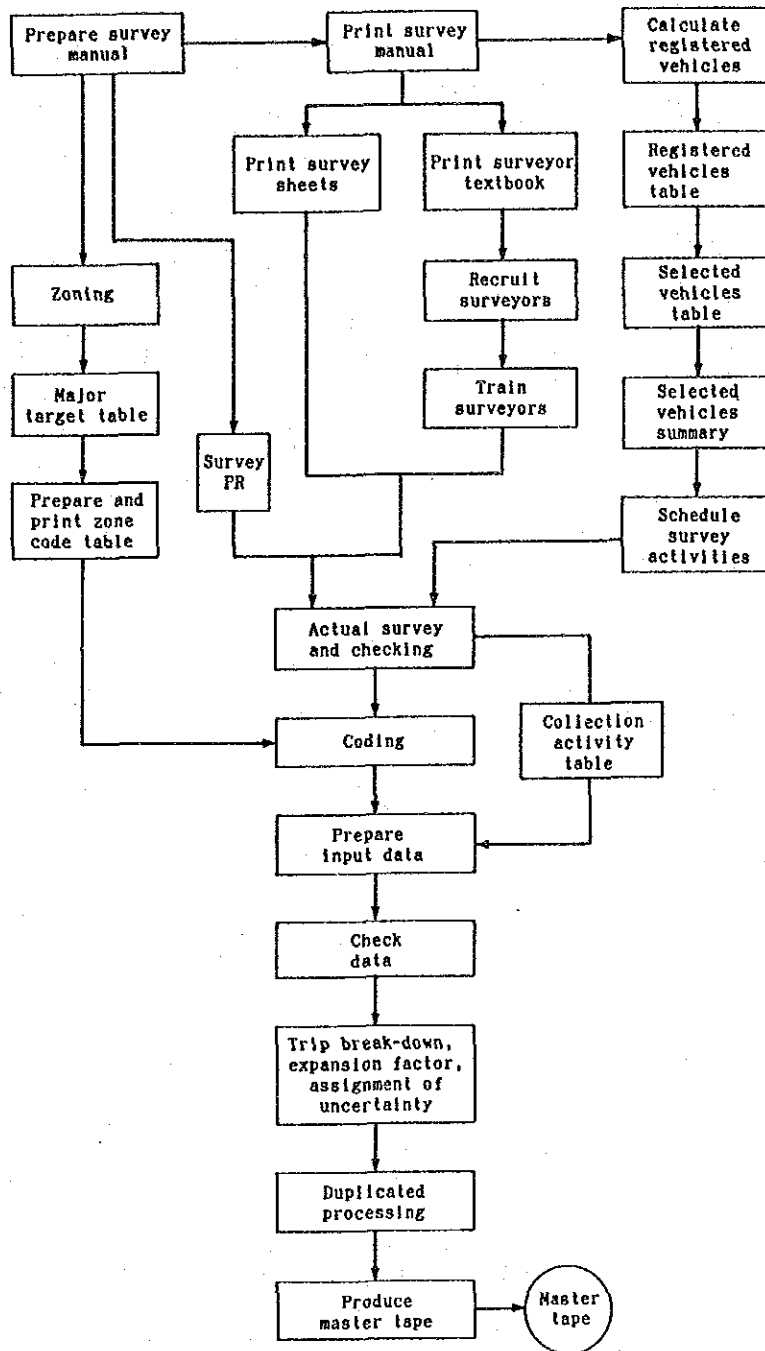 Prepare survey
manual
Print survey
manual
Calculate
registered
vehicles
Print survey
sheets
Print surveyor
textbook
Registered
vehicles
table
Zoning
Recruit
surveyors
Selected
vehicles
table
Major
target table
Train
surveyors
Selected
vehicles
summary
Survey
PR
Prepare and
print zone
code table
Schedule
survey
activities
Actual survey
and checking
Coding
Collection
activity
table
Prepare
input data
Check
data
Trip break-down,
expansion factor,
assignment of
uncertainty
Duplicated
processing
Produce
master tape
Master
tape